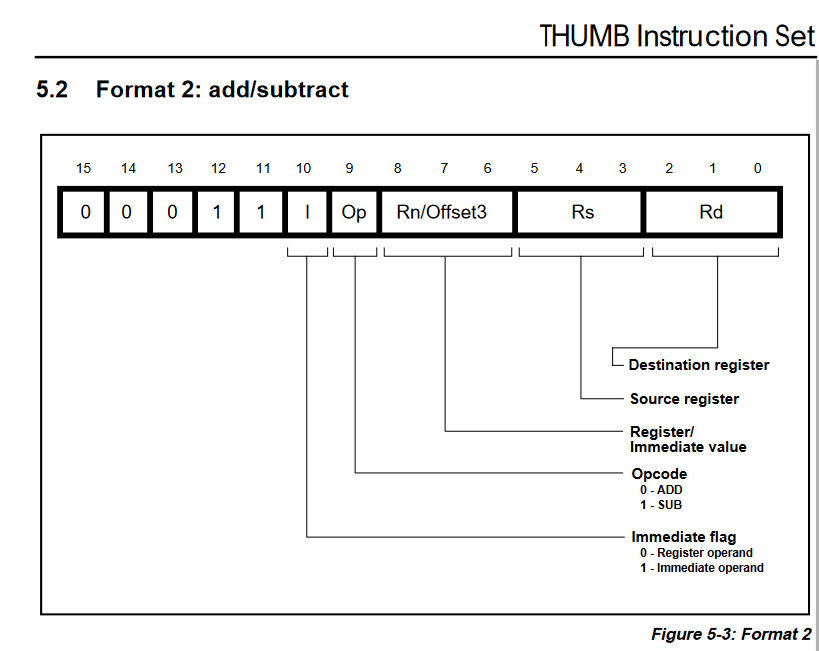 THUMB Instruction Set
5.2 Format 2: add/subtract
15 14 13 12 11 10 9 8 7 6 5 4 3 2 1 0
0 0 0 1 1 I Op Rn/Offset3 Rs Rd
Destination register
Source register
Register/
Immediate value
Opcode
0 - ADD
1 - SUB
Immediate flag
0 - Register operand
1 - Immediate operand
Figure 5-3: Format 2